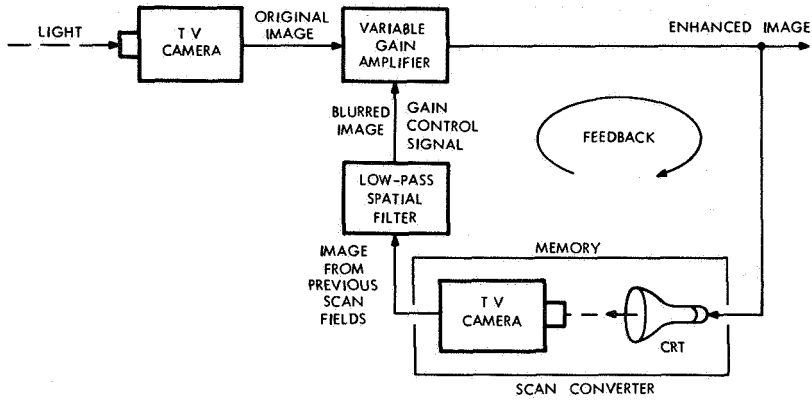 LIGHT
T V
CAMERA
ORIGINAL
IMAGE
VARIABLE
GAIN
AMPLIFIER
ENHANCED IMAGE
BLURRED
IMAGE
GAIN
CONTROL
SIGNAL
FEEDBACK
LOW-PASS
SPATIAL
FILTER
IMAGE
FROM
PREVIOUS
SCAN
FIELDS
MEMORY
T V
CAMERA
CRT
SCAN CONVERTER